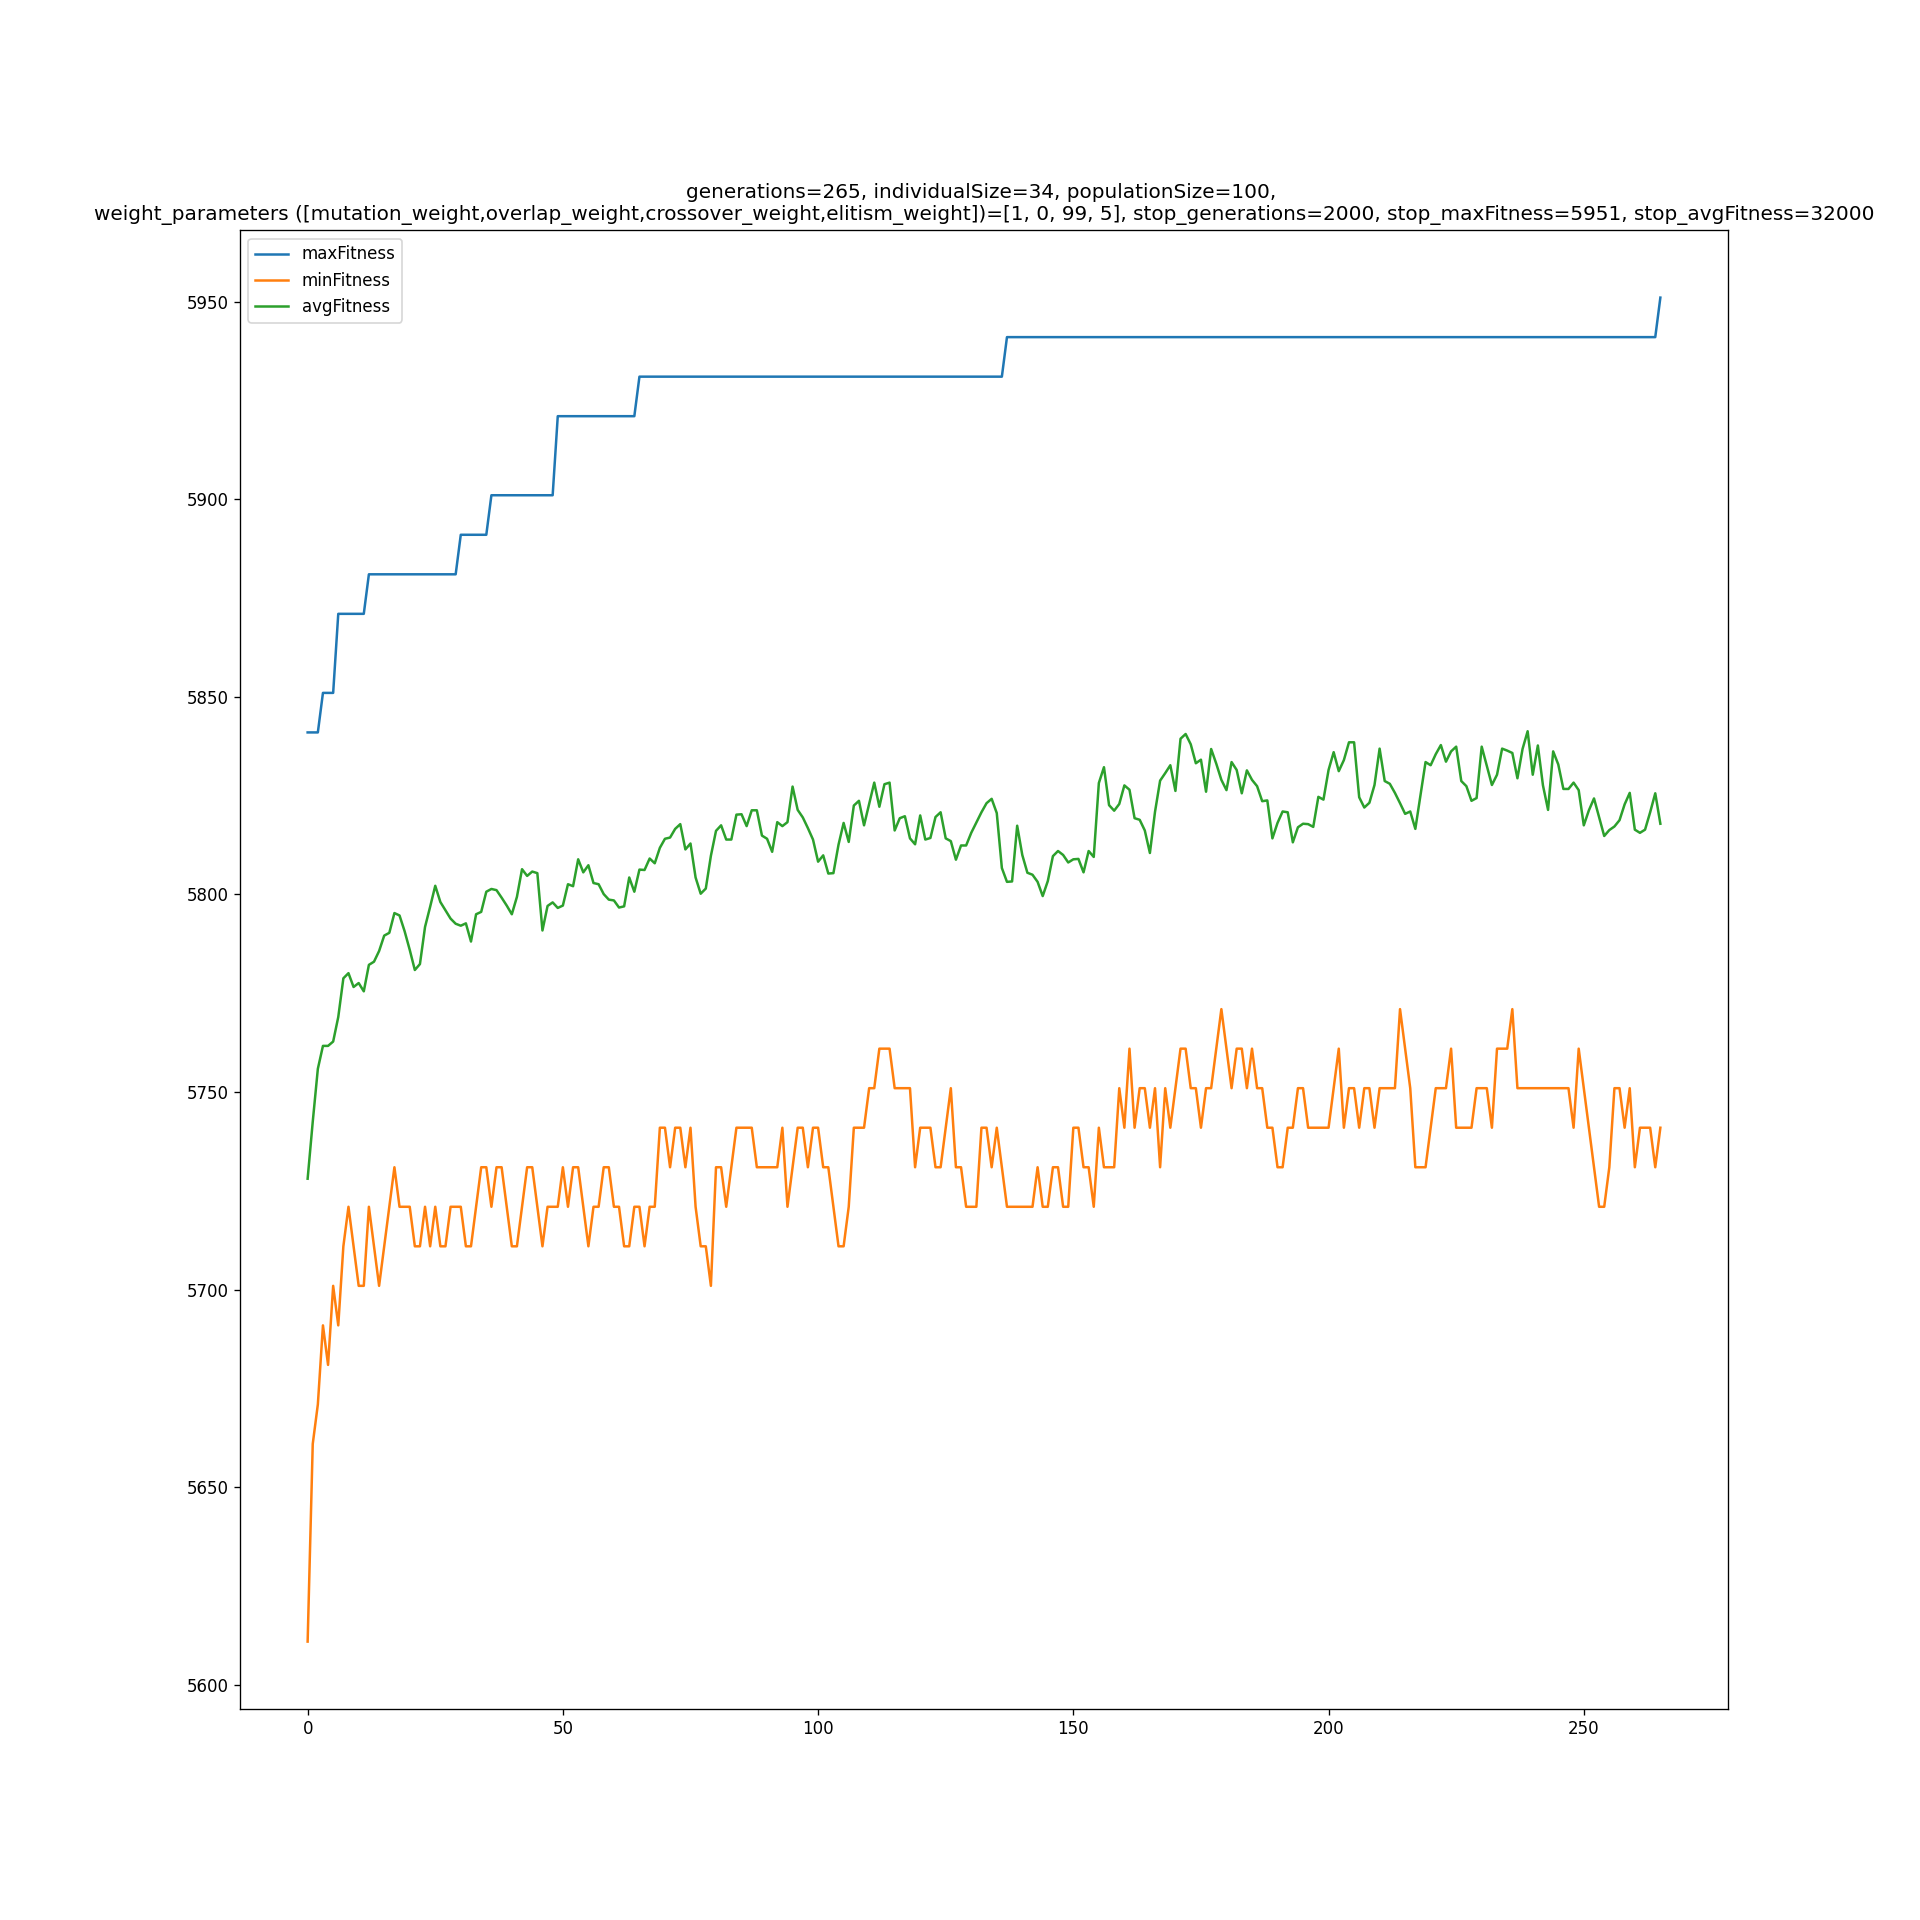 generations=265, individualSize=34, populationSize=100,
weight_parameters ([mutation_weight,overlap_weight,crossover_weight,elitism_weight])=[1, 0, 99, 5], stop_generations=2000, stop_maxFitness=5951, stop_avgFitness=32000
maxFitness
minFitness
avgFitness
5950
5900
5850
5800
5750
5700
5650
5600
0 50 100 150 200 250